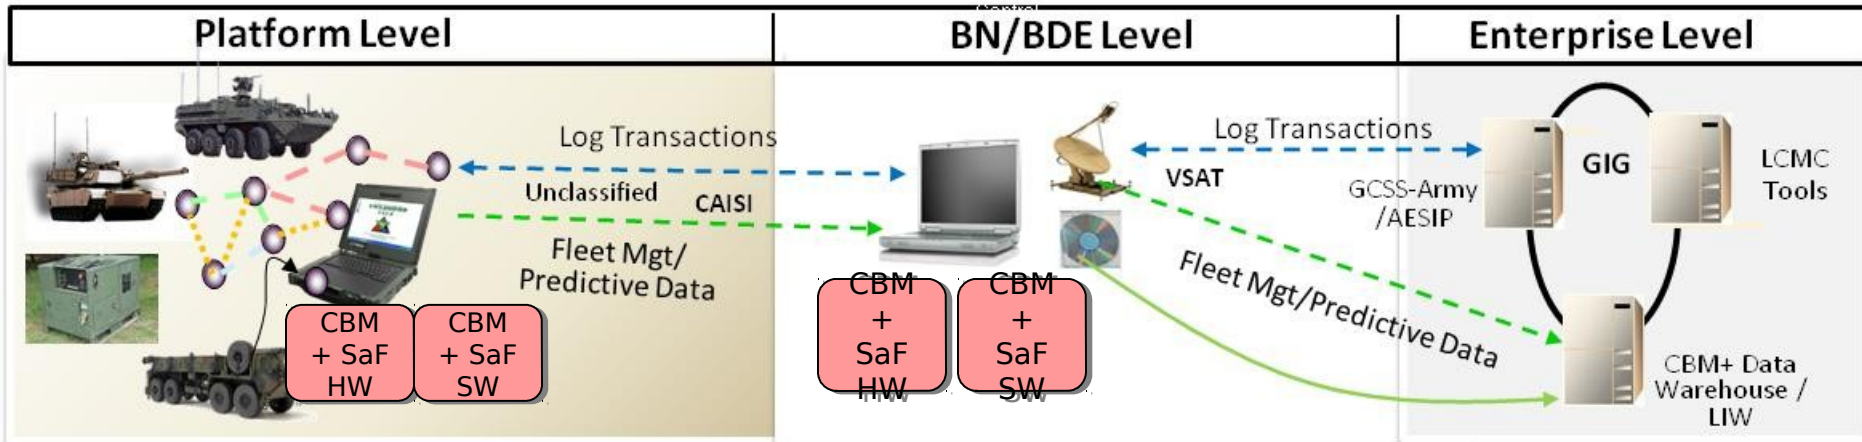 Control
Platform Level
BN/BDE Level
Enterprise Level
Log Transactions
Unclassified
CAISI
Fleet Mgt/
Predictive Data
CBM
+ SaF
HW
CBM
+ SaF
SW
CBM
+
SaF
HW
CBM
+
SaF
SW
Log Transactions
VSAT
Fleet Mgt/Predictive Data
GCSS-Army
/AESIP
GIG
LCMC
Tools
CBM+ Data
Warehouse /
LIW